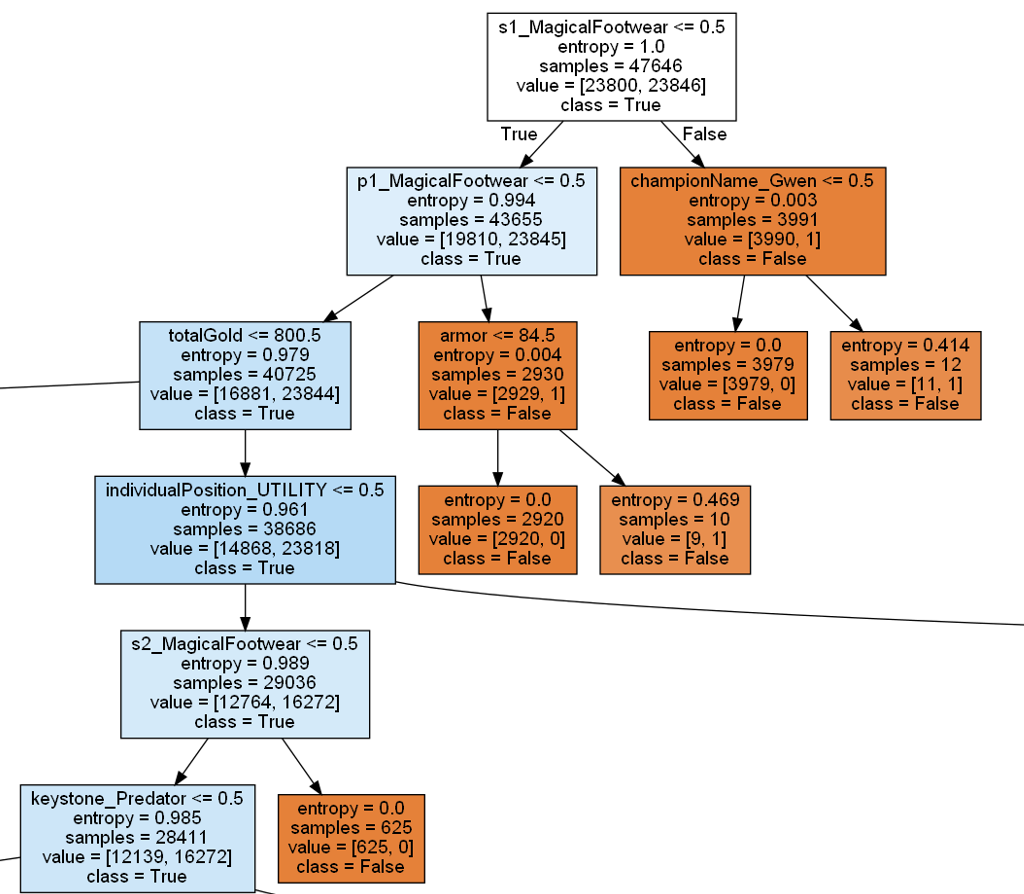 s1_MagicalFootwear <= 0.5
entropy = 1.0
samples = 47646
value = [23800, 23846]
class = True
True
False
p1_MagicalFootwear <= 0.5
entropy = 0.994
samples = 43655
value = [19810, 23845]
class = True
championName_Gwen <= 0.5
entropy = 0.003
samples = 3991
value = [3990, 1]
class = False
totalGold <= 800.5
entropy = 0.979
samples = 40725
value = [16881, 23844]
class = True
armor <= 84.5
entropy = 0.004
samples = 2930
value = [2929, 1]
class = False
entropy = 0.0
samples = 3979
value = [3979, 0]
class = False
entropy = 0.414
samples = 12
value = [11, 1]
class = False
individualPosition_UTILITY <= 0.5
entropy = 0.961
samples = 38686
value = [14868, 23818]
class = True
entropy = 0.0
samples = 2920
value = [2920, 0]
class = False
entropy = 0.469
samples = 10
value = [9, 1]
class = False
s2_MagicalFootwear <= 0.5
entropy = 0.989
samples = 29036
value = [12764, 16272]
class = True
keystone_Predator <= 0.5
entropy = 0.985
samples = 28411
value = [12139, 16272]
class = True
entropy = 0.0
samples = 625
value = [625, 0]
class = False